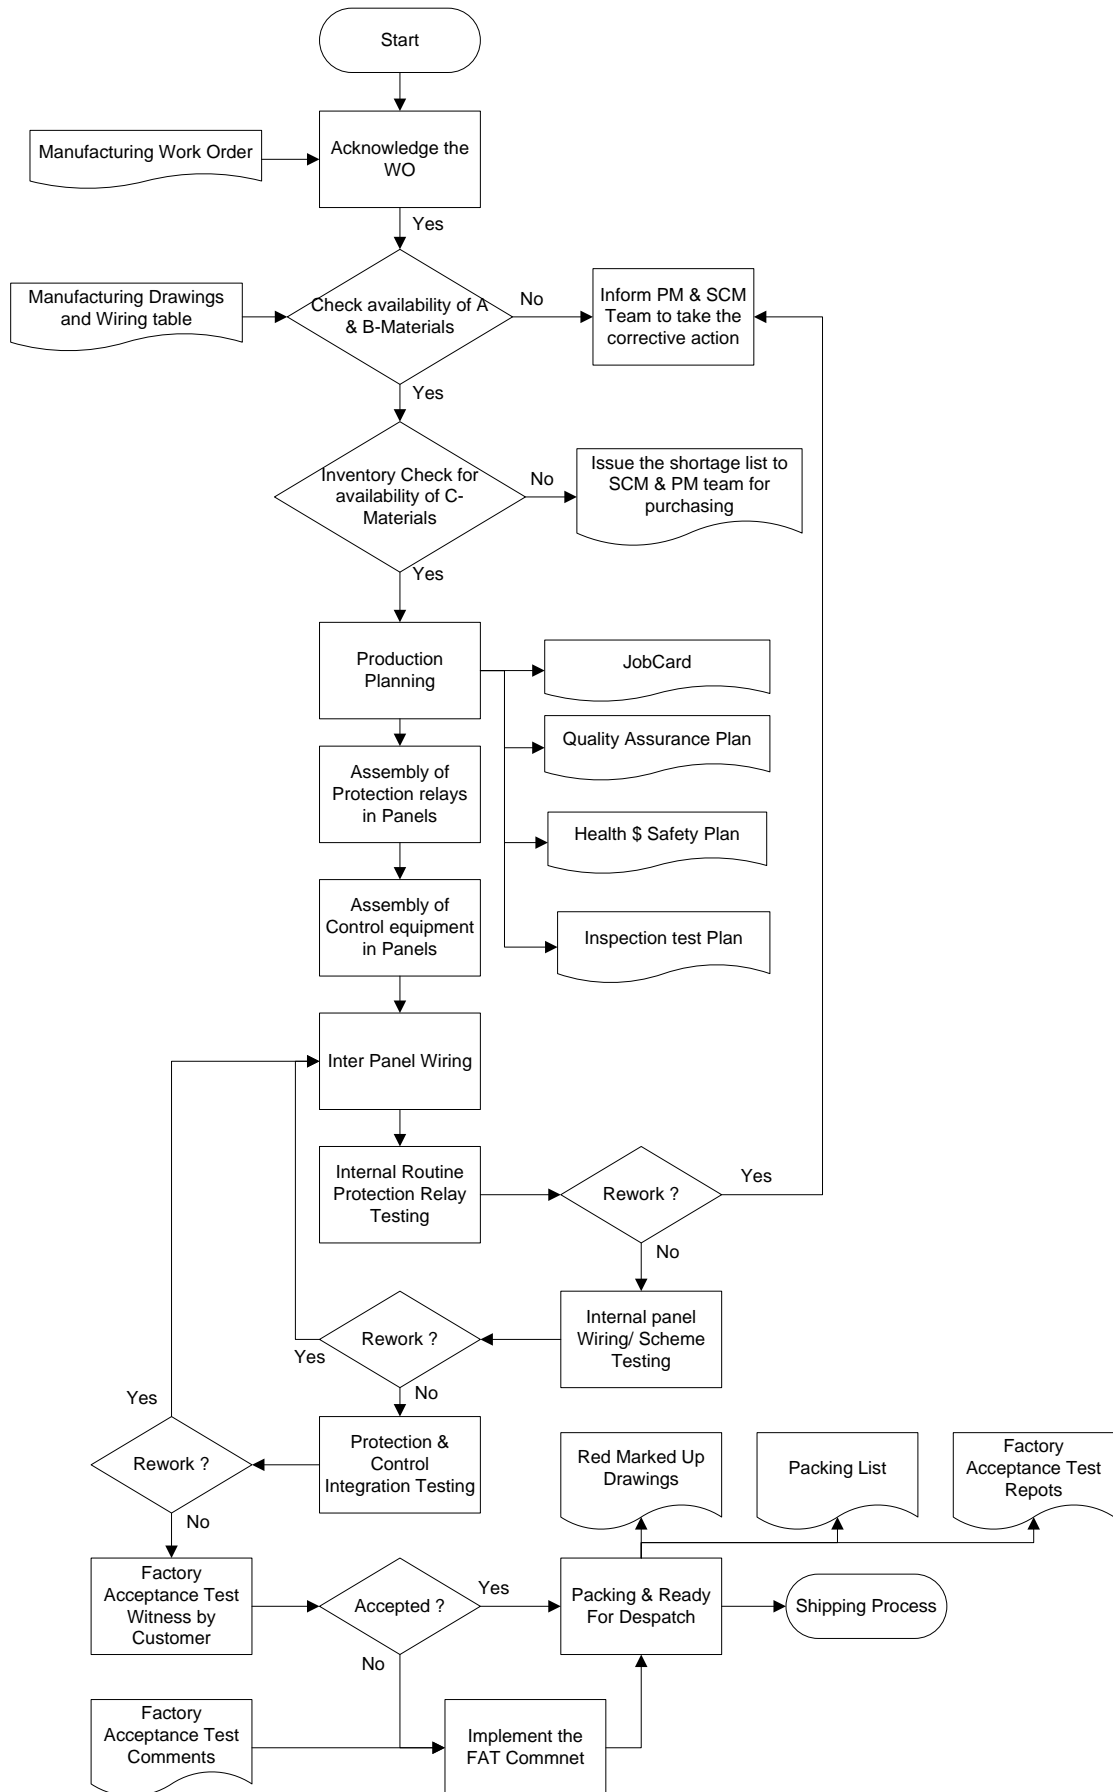 Start
Manufacturing Work Order
Acknowledge the
WO
Yes
Manufacturing Drawings
and Wiring table
Check availability of A
& B-Materials
No
Inform PM & SCM
Team to take the
corrective action
Yes
Inventory Check for
availability of C-
Materials
No
Issue the shortage list to
SCM & PM team for
purchasing
Yes
Production
Planning
JobCard
Quality Assurance Plan
Assembly of
Protection relays
in Panels
Health $ Safety Plan
Assembly of
Control equipment
in Panels
Inspection test Plan
Inter Panel Wiring
Internal Routine
Protection Relay
Testing
Rework ?
Yes
No
Internal panel
Wiring/ Scheme
Testing
Rework ?
Yes
No
Protection &
Control
Integration Testing
Yes
Rework ?
No
Red Marked Up
Drawings
Packing List
Factory
Acceptance Test
Repots
Factory
Acceptance Test
Witness by
Customer
Accepted ?
Yes
No
Packing & Ready
For Despatch
Shipping Process
Factory
Acceptance Test
Comments
Implement the
FAT Commnet